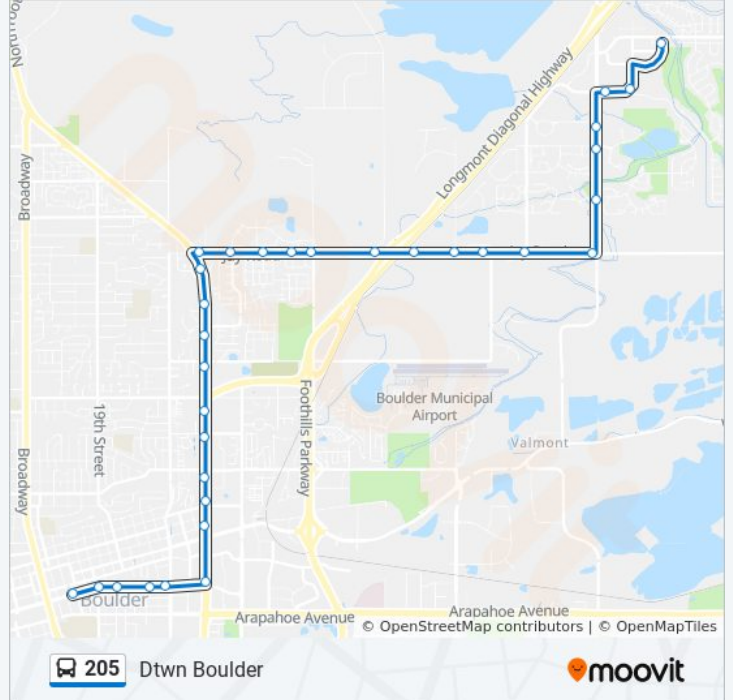 Northwoo
Longmont Diagonal Highway
Broadway
Foothills Parkway
Boulder Municipal
Airport
19th Street
Valmont
Broadway
Boulder
Arapahoe Avenue
Arapahoe Avenue
© OpenStreetMap contributors | © OpenMapTiles
205 Dtwn Boulder
moovit